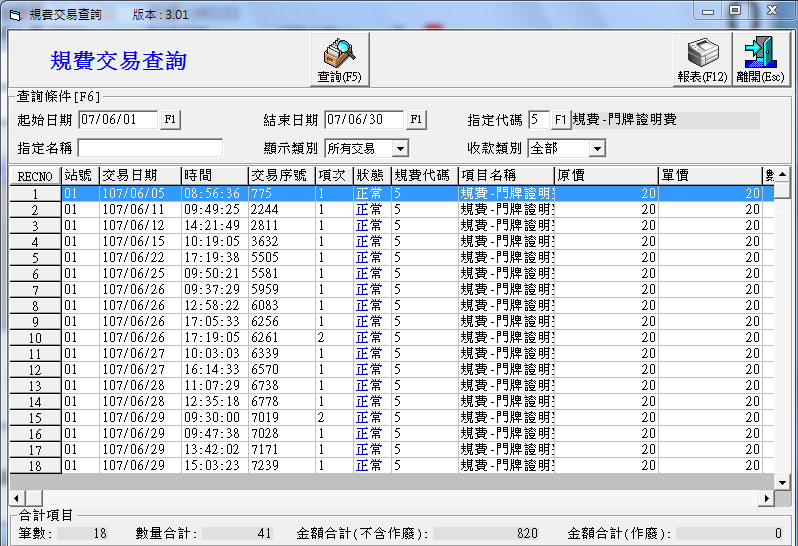 規費交易查詢 版本 : 3.01
規費交易查詢 查詢(F5) 報表(F12) 離開(Esc)
查詢條件[F6]
起始日期 07/06/01 F1 結束日期 07/06/30 F1 指定代碼 5 F1 規費-門牌證明費
指定名稱 顯示類別 所有交易 收款類別 全部
RECNO 站號 交易日期 時間 交易序號 項次 狀態 規費代碼 項目名稱 原價 單價
1 01 107/06/05 08:56:36 775 1 正常 5 規費-門牌證明 20 20
2 01 107/06/11 09:49:25 2244 1 正常 5 規費-門牌證明 20 20
3 01 107/06/12 14:21:49 2811 1 正常 5 規費-門牌證明 20 20
4 01 107/06/15 10:19:05 3632 1 正常 5 規費-門牌證明 20 20
5 01 107/06/22 17:19:38 5505 1 正常 5 規費-門牌證明 20 20
6 01 107/06/25 09:50:21 5581 1 正常 5 規費-門牌證明 20 20
7 01 107/06/26 09:37:29 5959 1 正常 5 規費-門牌證明 20 20
8 01 107/06/26 12:58:22 6083 1 正常 5 規費-門牌證明 20 20
9 01 107/06/26 17:05:33 6256 1 正常 5 規費-門牌證明 20 20
10 01 107/06/26 17:19:05 6261 2 正常 5 規費-門牌證明 20 20
11 01 107/06/27 10:03:03 6339 1 正常 5 規費-門牌證明 20 20
12 01 107/06/27 16:14:33 6570 1 正常 5 規費-門牌證明 20 20
13 01 107/06/28 11:07:29 6738 1 正常 5 規費-門牌證明 20 20
14 01 107/06/28 12:35:18 6778 1 正常 5 規費-門牌證明 20 20
15 01 107/06/29 09:30:00 7019 2 正常 5 規費-門牌證明 20 20
16 01 107/06/29 09:47:38 7028 1 正常 5 規費-門牌證明 20 20
17 01 107/06/29 13:42:02 7171 1 正常 5 規費-門牌證明 20 20
18 01 107/06/29 15:03:23 7239 1 正常 5 規費-門牌證明 20 20
合計項目
筆數: 18 數量合計: 41 金額合計(不含作廢): 820 金額合計(作廢): 0